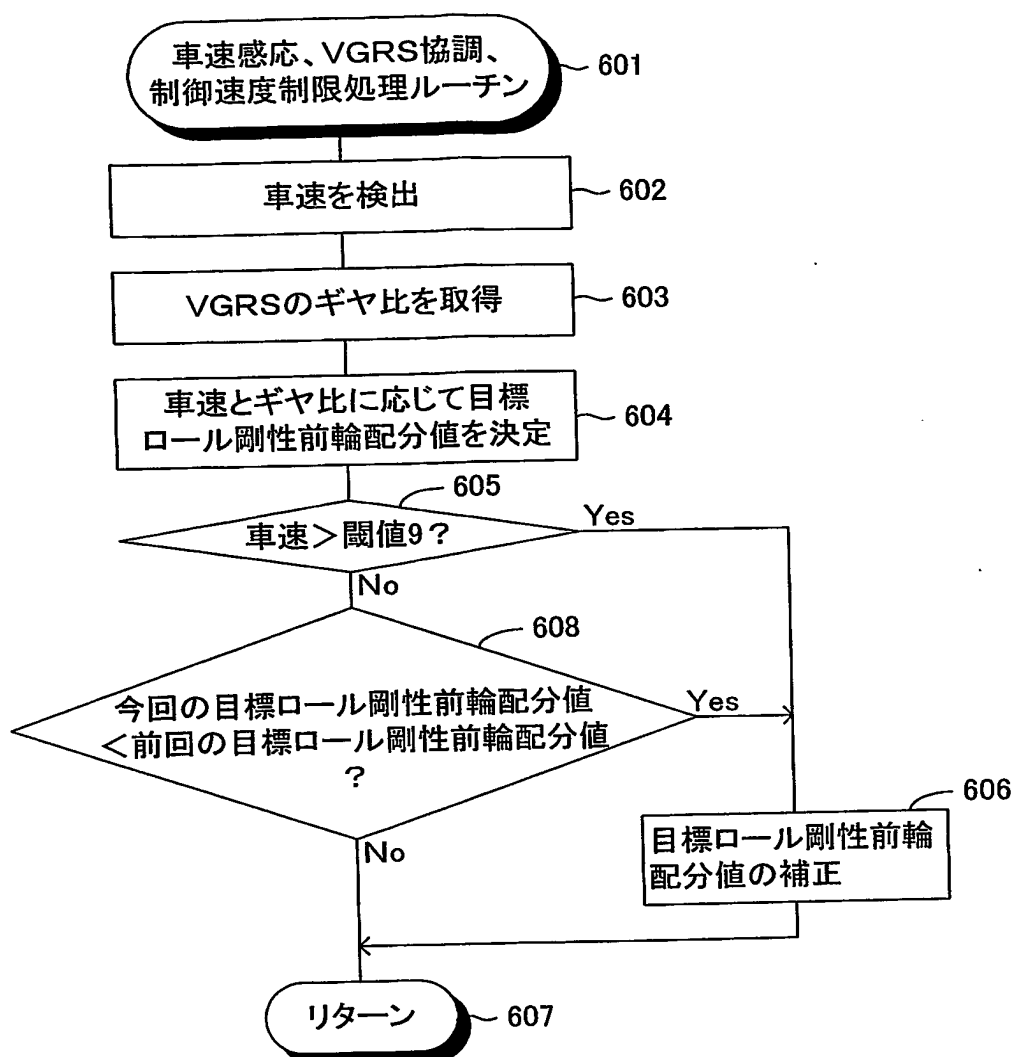 車速感応、VGRS協調、
制御速度制限処理ルーチン
601
車速を検出
602
VGRSのギヤ比を取得
603
車速とギヤ比に応じて目標
ロール剛性前輪配分値を決定
604
605
車速>閾値9?
Yes
No
608
今回の目標ロール剛性前輪配分値
<前回の目標ロール剛性前輪配分値
?
Yes
No
606
目標ロール剛性前輪
配分値の補正
リターン
607